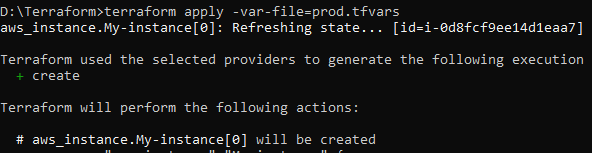 D:\Terraform>terraform apply -var-file=prod.tfvars
aws_instance.My-instance[0]: Refreshing state... [id=i-0d8fcf9ee14d1eaa7]
Terraform used the selected providers to generate the following execution
+ create
Terraform will perform the following actions:
# aws_instance.My-instance[0] will be created